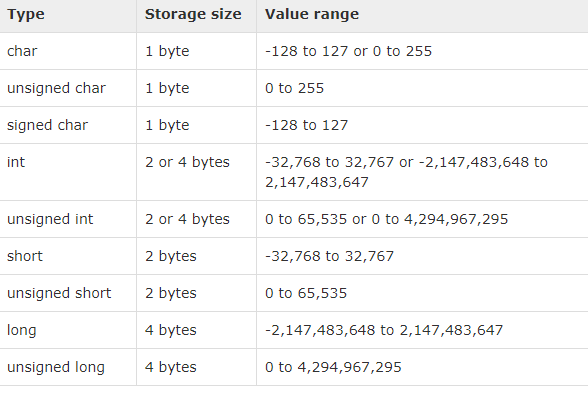 Type Storage size Value range
char 1 byte -128 to 127 or 0 to 255
unsigned char 1 byte 0 to 255
signed char 1 byte -128 to 127
int 2 or 4 bytes -32,768 to 32,767 or -2,147,483,648 to
2,147,483,647
unsigned int 2 or 4 bytes 0 to 65,535 or 0 to 4,294,967,295
short 2 bytes -32,768 to 32,767
unsigned short 2 bytes 0 to 65,535
long 4 bytes -2,147,483,648 to 2,147,483,647
unsigned long 4 bytes 0 to 4,294,967,295